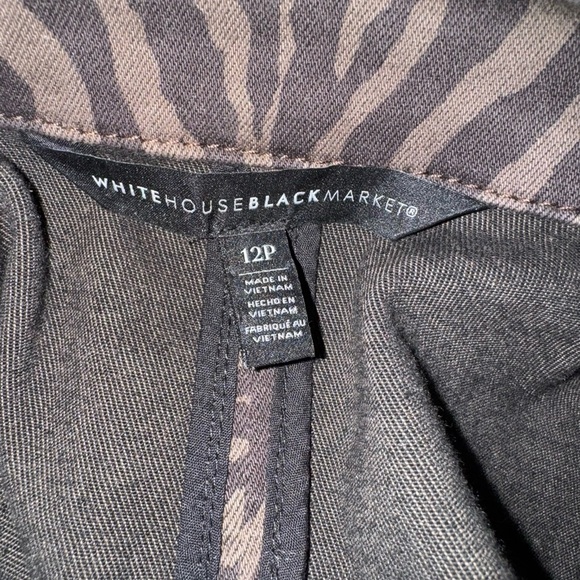 WHITEHOUSEBLACKMARKET®
12P
MADE IN
VIETNAM
HECHO EN
VIETNAM
FABRIQUÉ AU
VIETNAM